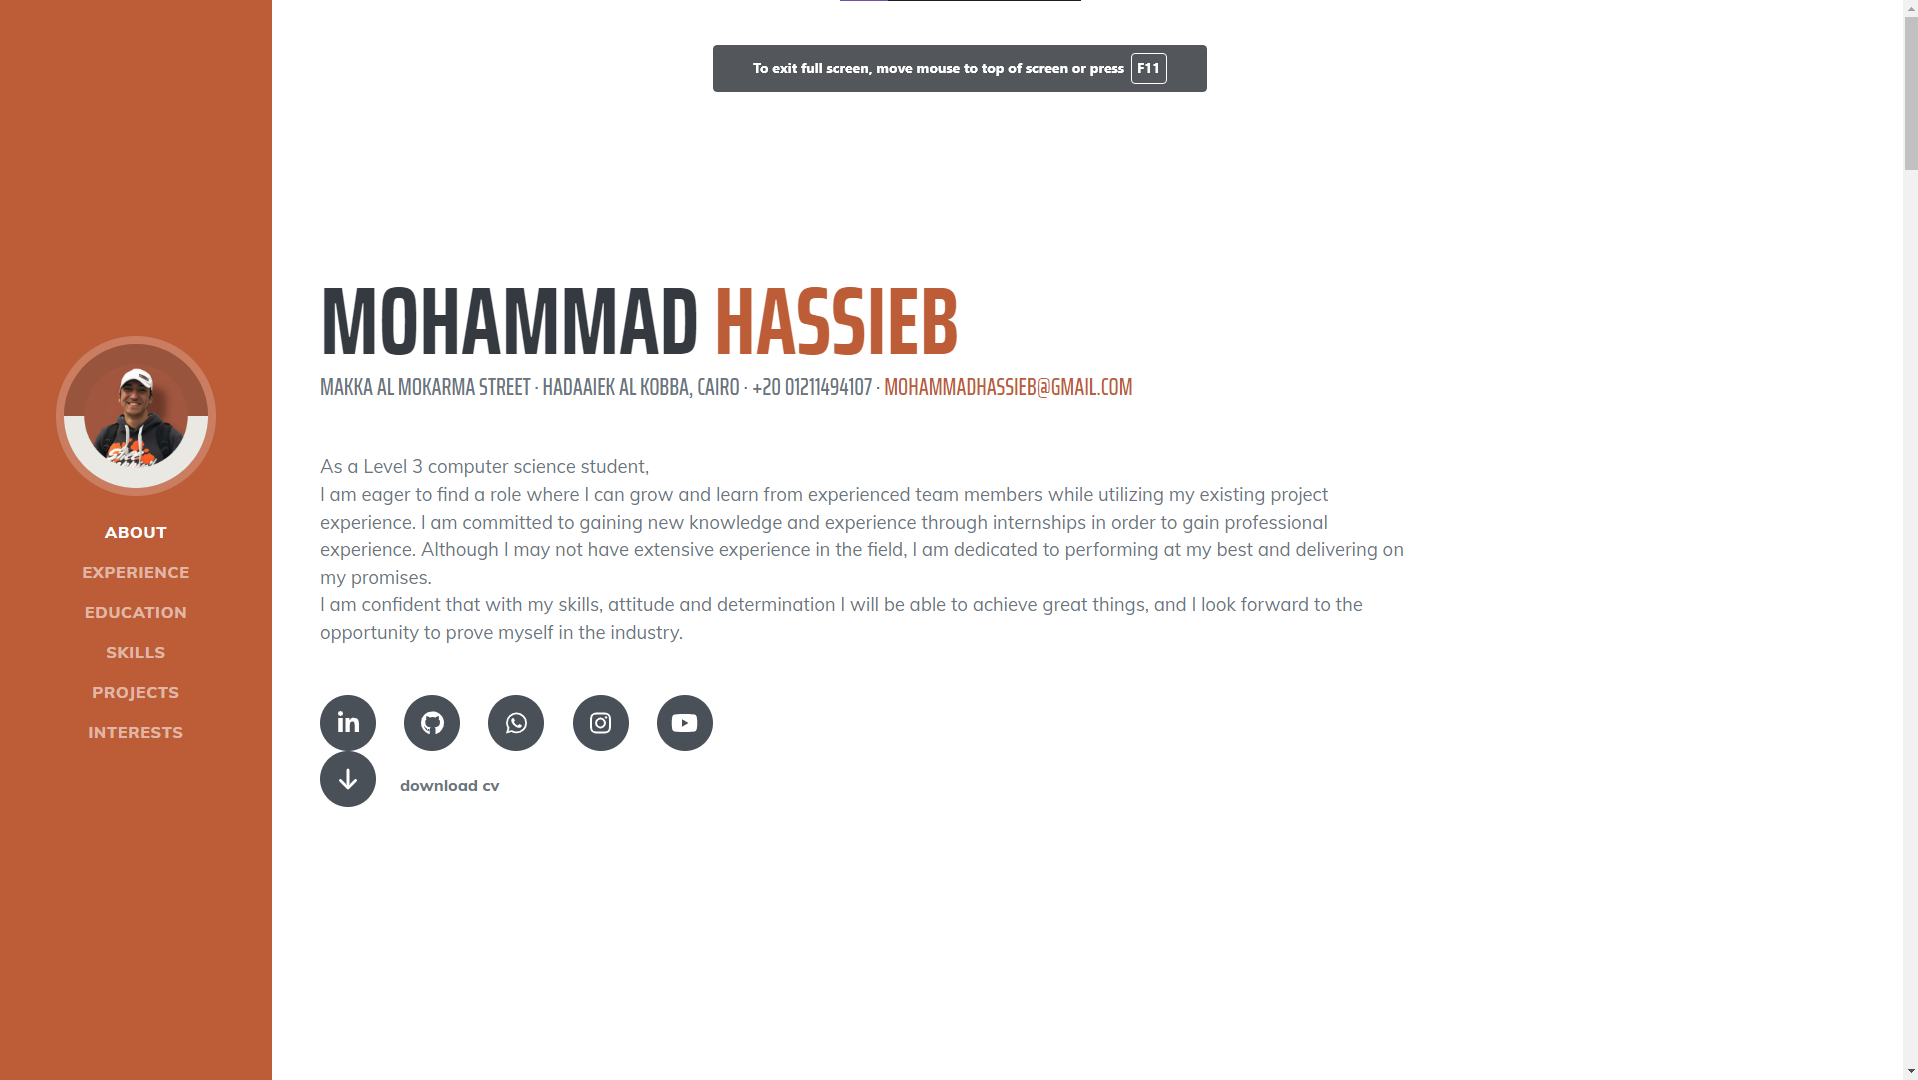 To exit full screen, move mouse to top of screen or press F11
MOHAMMAD HASSIEB
MAKKA AL MOKARMA STREET · HADAAIEK AL KOBBA, CAIRO · +20 01211494107 · MOHAMMADHASSIEB@GMAIL.COM
As a Level 3 computer science student,
I am eager to find a role where I can grow and learn from experienced team members while utilizing my existing project
experience. I am committed to gaining new knowledge and experience through internships in order to gain professional
experience. Although I may not have extensive experience in the field, I am dedicated to performing at my best and delivering on
my promises.
I am confident that with my skills, attitude and determination I will be able to achieve great things, and I look forward to the
opportunity to prove myself in the industry.
in
download cv
ABOUT
EXPERIENCE
EDUCATION
SKILLS
PROJECTS
INTERESTS